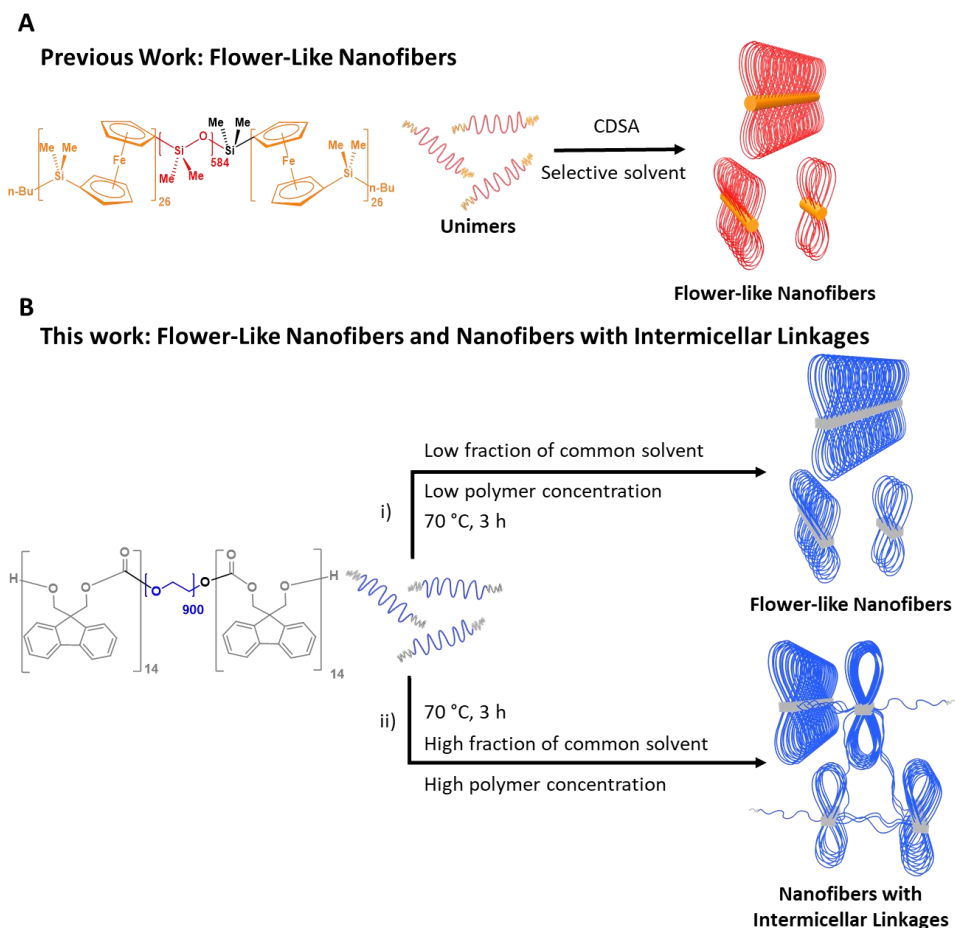 A
Previous Work: Flower-Like Nanofibers
Me Me Si n-Bu Fe 26 Si Me Me O 584 Me Me Si Fe Me Me Si n-Bu 26
Unimers
CDSA
Selective solvent
Flower-like Nanofibers
B
This work: Flower-Like Nanofibers and Nanofibers with Intermicellar Linkages
i)
Low fraction of common solvent
Low polymer concentration
70 °C, 3 h
Flower-like Nanofibers
H O O O 14 O 900 O O O O H 14
ii)
70 °C, 3 h
High fraction of common solvent
High polymer concentration
Nanofibers with
Intermicellar Linkages